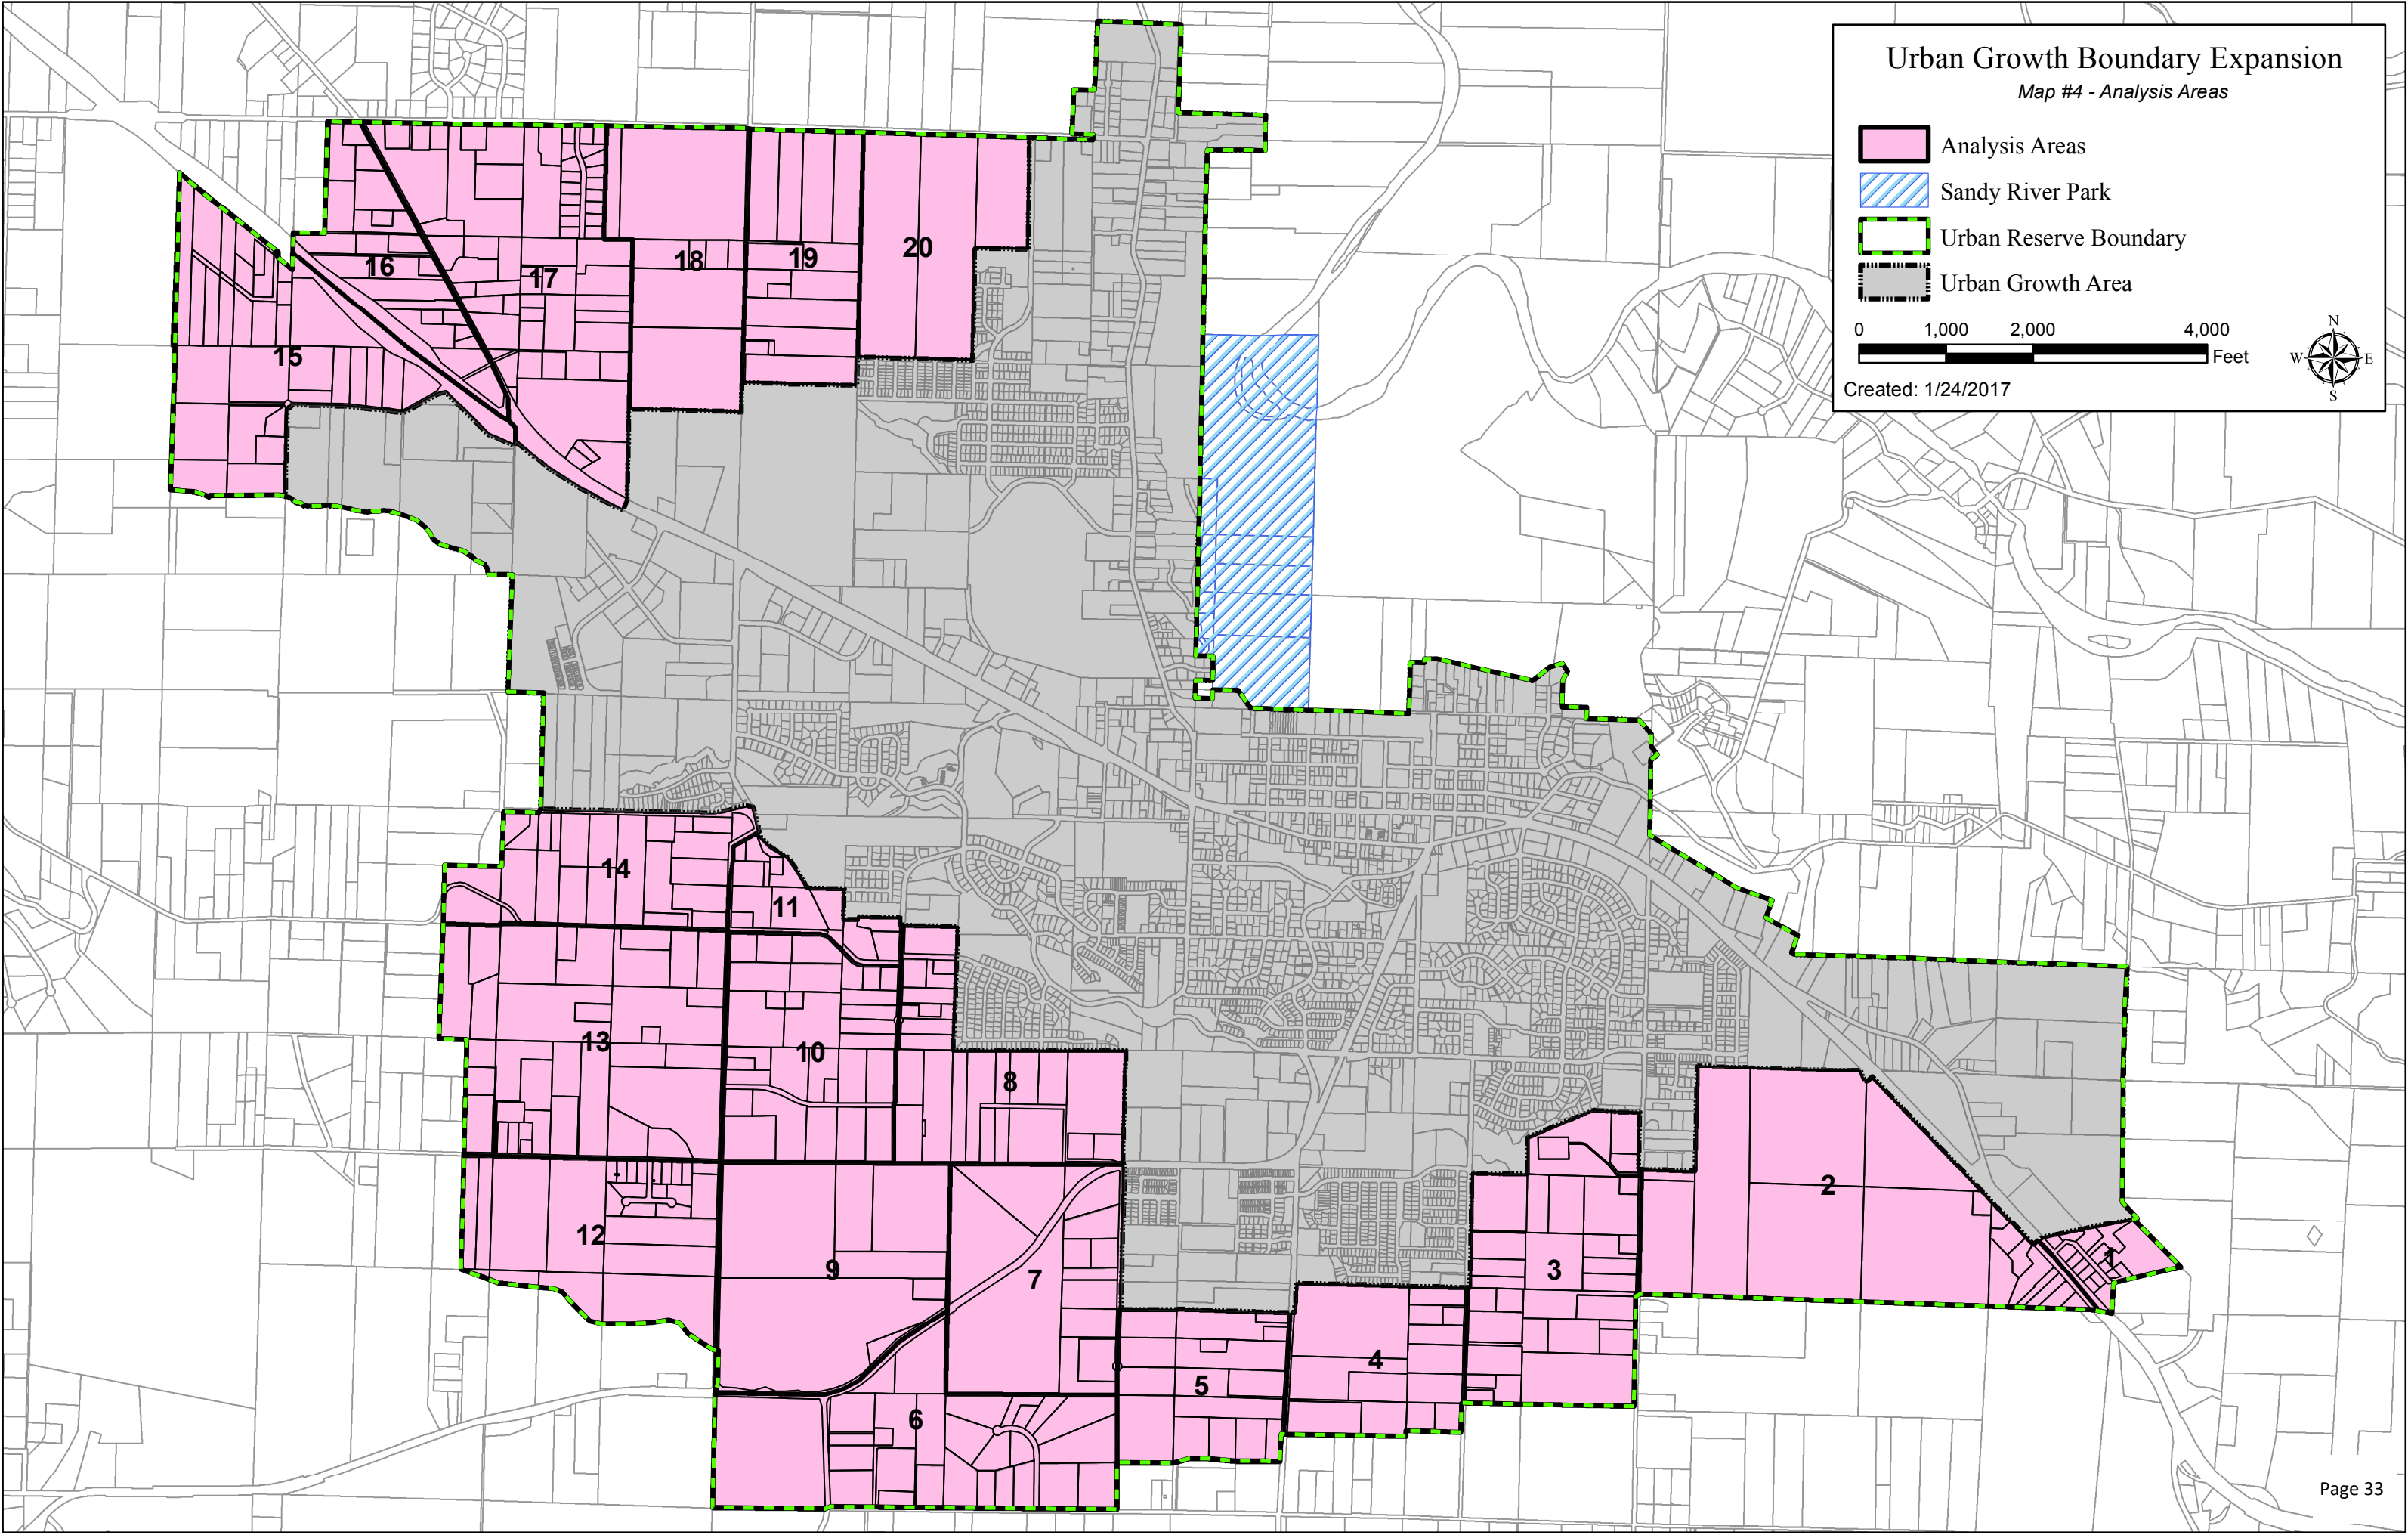 Urban Growth Boundary Expansion
Map #4 - Analysis Areas
Analysis Areas
Sandy River Park
Urban Reserve Boundary
Urban Growth Area
0 1,000 2,000 4,000
Feet
Created: 1/24/2017
N
W E
S
20
19
18
16
17
15
14
11
13
10
8
2
12
9
7
3
1
4
5
6
Page 33